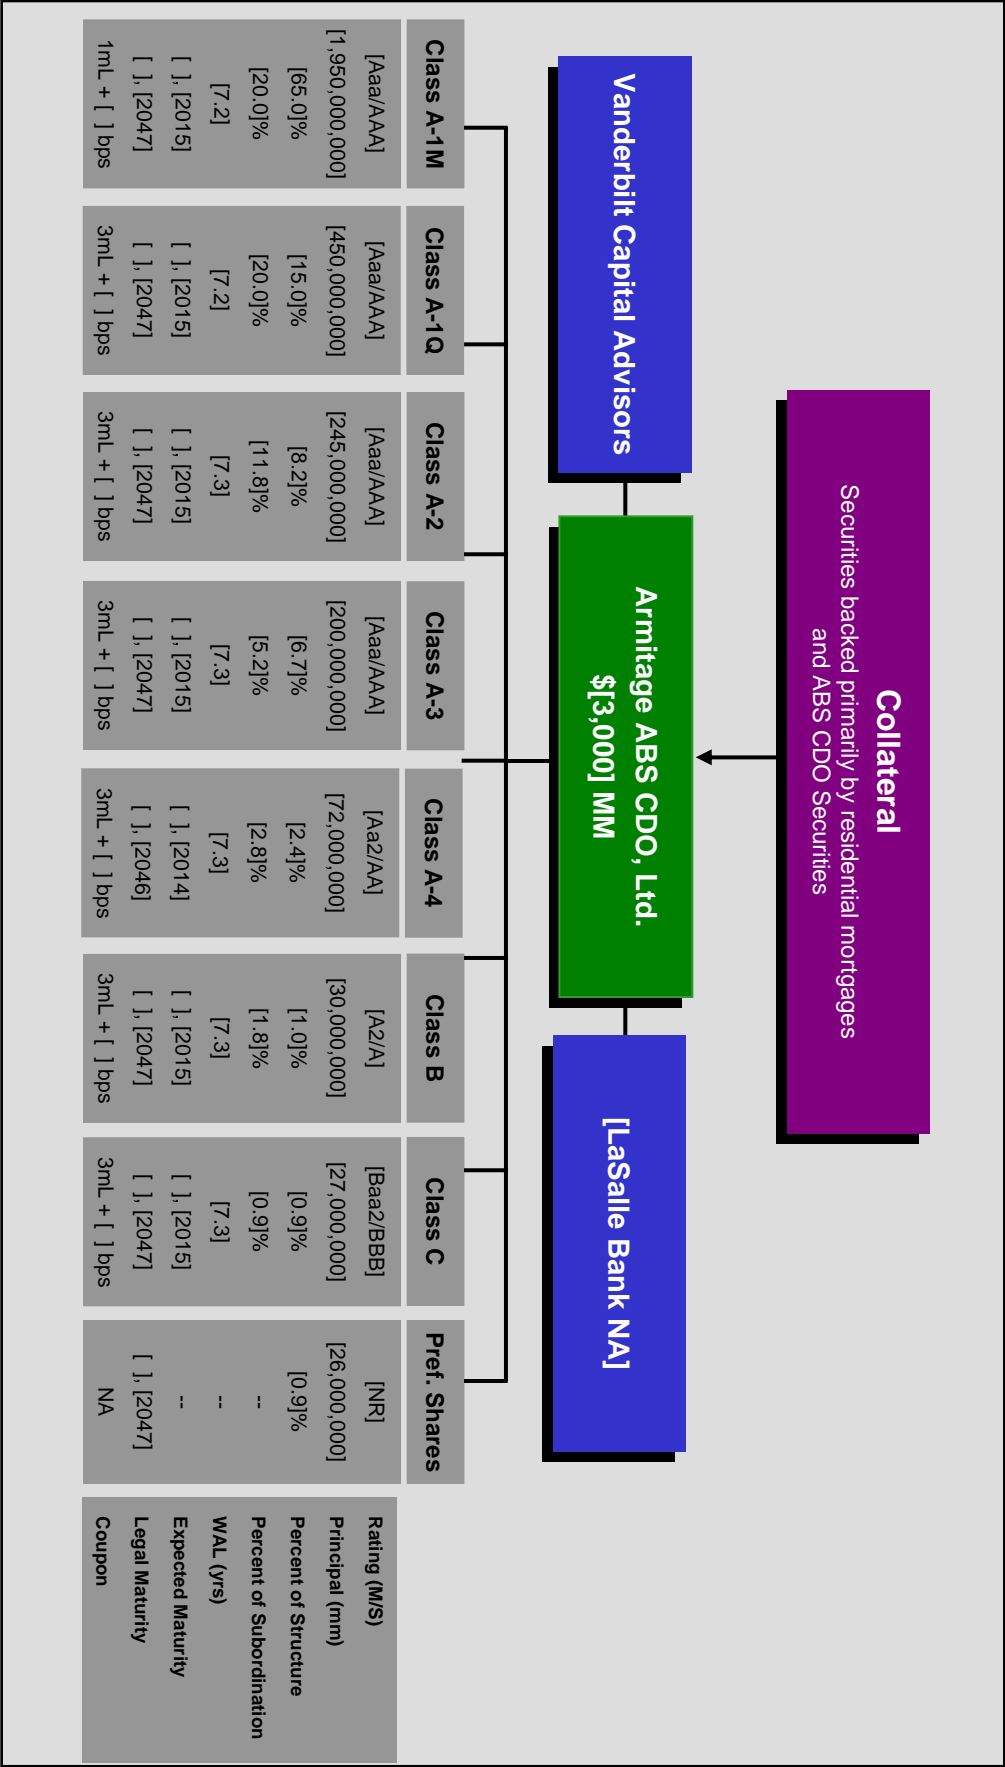 Collateral
Securities backed primarily by residential mortgages
and ABS CDO Securities
Vanderbilt Capital Advisors
Armitage ABS CDO, Ltd.
$[3,000] MM
[LaSalle Bank NA]
Class A-1M
[Aaa/AAA]
[1,950,000,000]
[65.0]%
[20.0]%
[7.2]
[ ], [2015]
[ ], [2047]
1mL + [ ] bps
Class A-1Q
[Aaa/AAA]
[450,000,000]
[15.0]%
[20.0]%
[7.2]
[ ], [2015]
[ ], [2047]
3mL + [ ] bps
Class A-2
[Aaa/AAA]
[245,000,000]
[8.2]%
[11.8]%
[7.3]
[ ], [2015]
[ ], [2047]
3mL + [ ] bps
Class A-3
[Aaa/AAA]
[200,000,000]
[6.7]%
[5.2]%
[7.3]
[ ], [2015]
[ ], [2047]
3mL + [ ] bps
Class A-4
[Aa2/AA]
[72,000,000]
[2.4]%
[2.8]%
[7.3]
[ ], [2014]
[ ], [2046]
3mL + [ ] bps
Class B
[A2/A]
[30,000,000]
[1.0]%
[1.8]%
[7.3]
[ ], [2015]
[ ], [2047]
3mL + [ ] bps
Class C
[Baa2/BBB]
[27,000,000]
[0.9]%
[0.9]%
[7.3]
[ ], [2015]
[ ], [2047]
3mL + [ ] bps
Pref. Shares
[NR]
[26,000,000]
[0.9]%
--
--
--
[ ], [2047]
NA
Rating (M/S)
Principal (mm)
Percent of Structure
Percent of Subordination
WAL (yrs)
Expected Maturity
Legal Maturity
Coupon